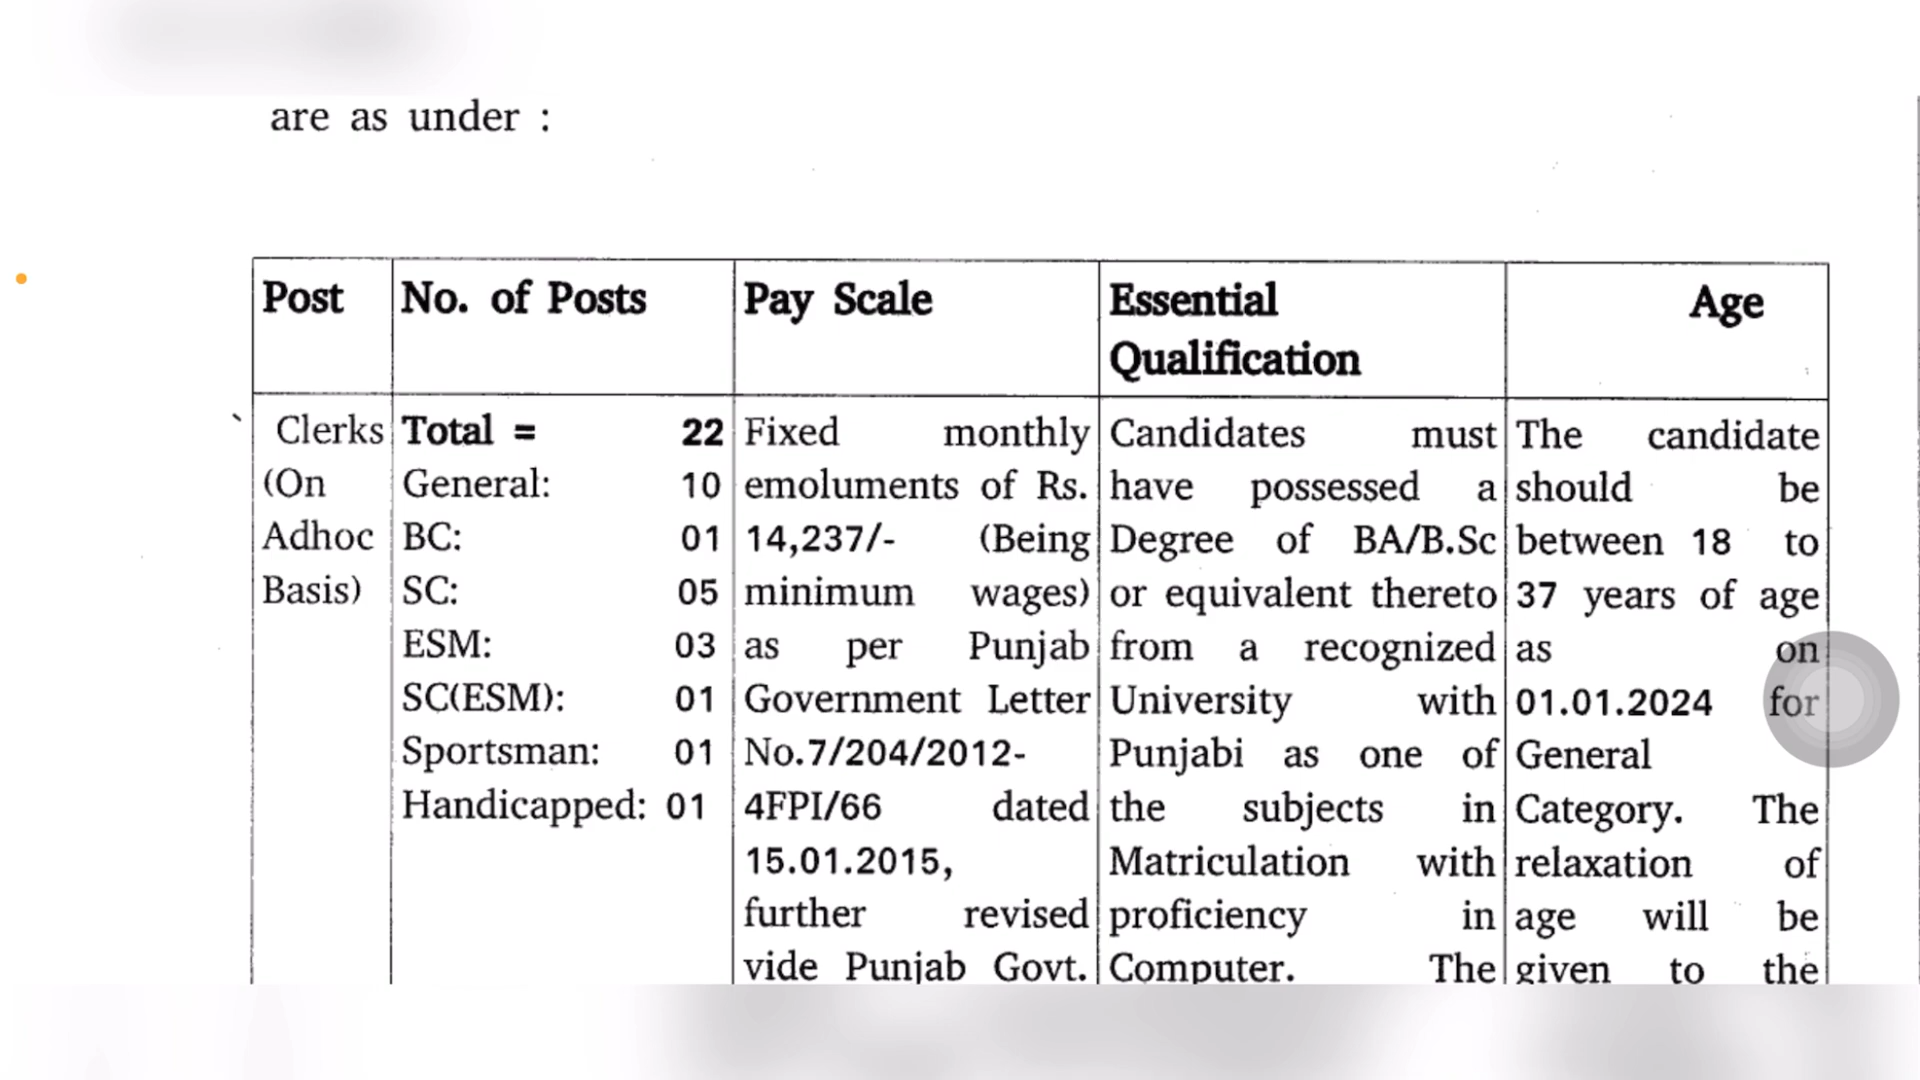 are as under :
Post
No. of Posts
Pay Scale
Essential
Qualification
Age
Clerks
(On
Adhoc
Basis)
Total = 22
General: 10
BC: 01
SC: 05
ESM: 03
SC(ESM): 01
Sportsman: 01
Handicapped: 01
Fixed monthly
emoluments of Rs.
14,237/- (Being
minimum wages)
as per Punjab
Government Letter
No.7/204/2012-
4FPI/66 dated
15.01.2015,
further revised
vide Punjab Govt.
Candidates must
have possessed a
Degree of BA/B.Sc
or equivalent thereto
from a recognized
University with
Punjabi as one of
the subjects in
Matriculation with
proficiency in
Computer. The
The candidate
should be
between 18 to
37 years of age
as on
01.01.2024 for
General
Category. The
relaxation of
age will be
given to the